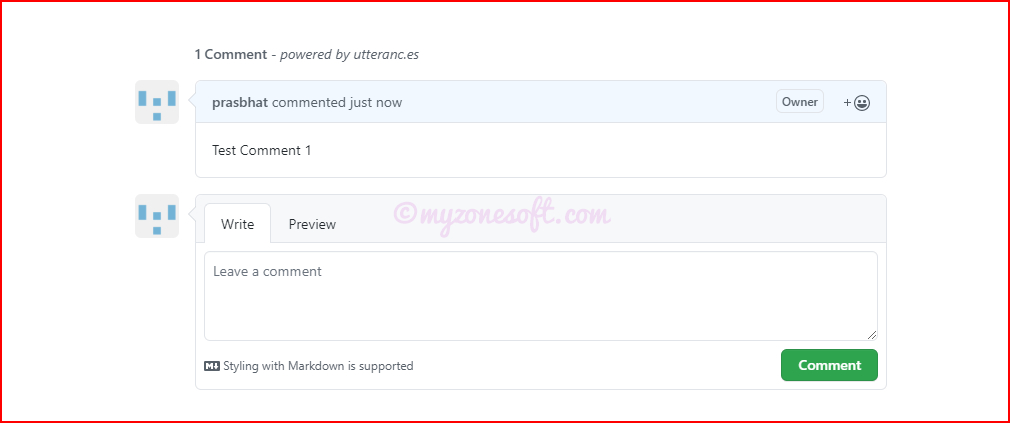 1 Comment - powered by utteranc.es
prasbhat commented just now
Owner
+
Test Comment 1
©myzonesoft.com
Write
Preview
Leave a comment
Styling with Markdown is supported
Comment